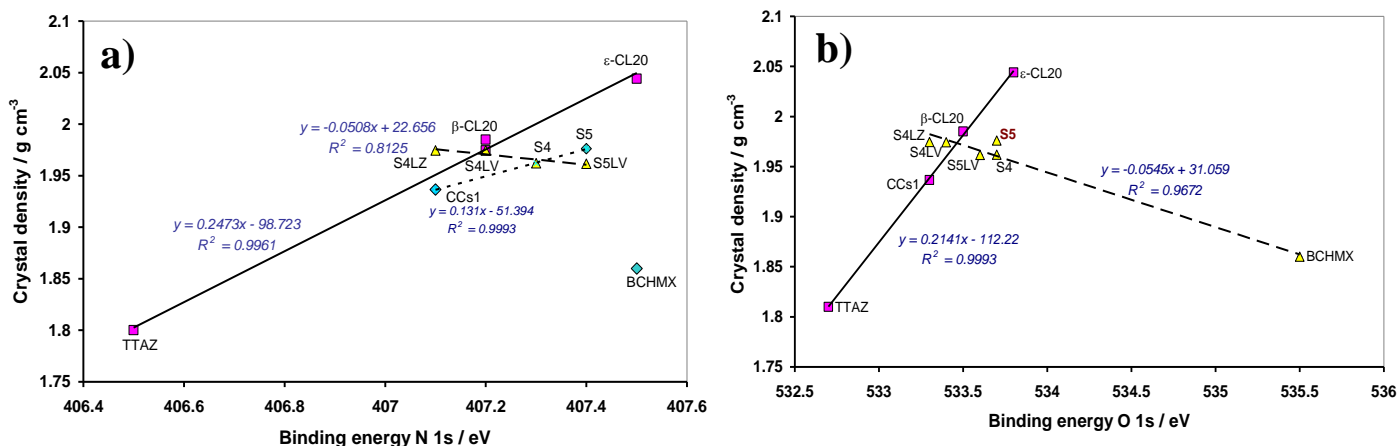 a)
Crystal density / g cm-3
2.1
2.05
2
1.95
1.9
1.85
1.8
1.75
ε-CL20
β-CL20
S5
S4
S4LZ
S4LV
S5LV
CCs1
BCHMX
TTAZ
y = -0.0508x + 22.656
R2 = 0.8125
y = 0.131x - 51.394
R2 = 0.9993
y = 0.2473x - 98.723
R2 = 0.9961
406.4 406.6 406.8 407 407.2 407.4 407.6
Binding energy N 1s / eV
b)
Crystal density / g cm-3
2.1
2.05
2
1.95
1.9
1.85
1.8
1.75
ε-CL20
β-CL20
S5
S4LZ
S4LV
S5LV
S4
CCs1
BCHMX
TTAZ
y = -0.0545x + 31.059
R2 = 0.9672
y = 0.2141x - 112.22
R2 = 0.9993
532.5 533 533.5 534 534.5 535 535.5 536
Binding energy O 1s / eV